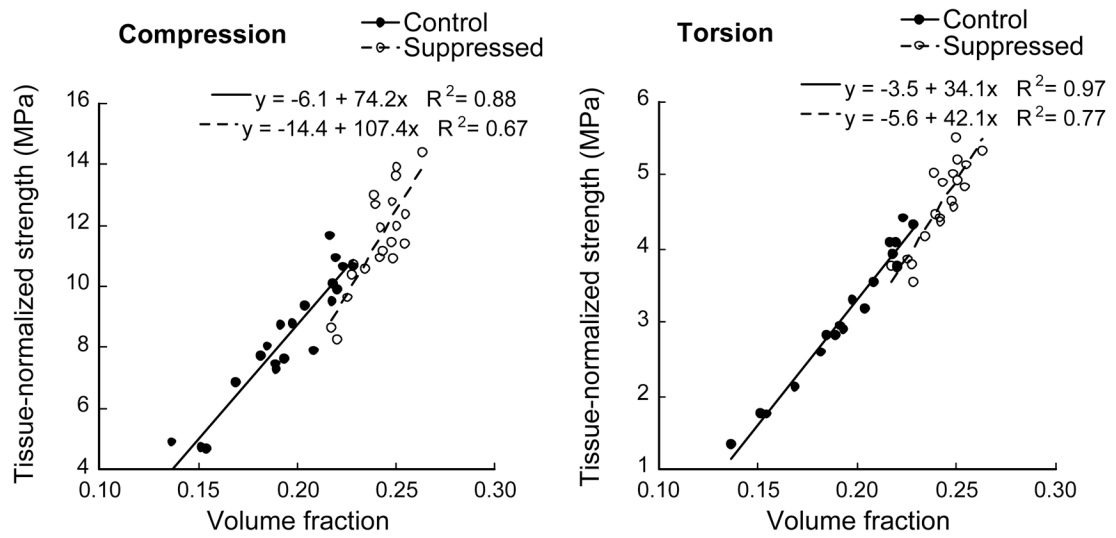 Compression
Control
Suppressed
y = -6.1 + 74.2x R²= 0.88
y = -14.4 + 107.4x R²= 0.67
Tissue-normalized strength (MPa)
16
14
12
10
8
6
4
0.10 0.15 0.20 0.25 0.30
Volume fraction
Torsion
Control
Suppressed
y = -3.5 + 34.1x R²= 0.97
y = -5.6 + 42.1x R²= 0.77
Tissue-normalized strength (MPa)
6
5
4
3
2
1
0.10 0.15 0.20 0.25 0.30
Volume fraction